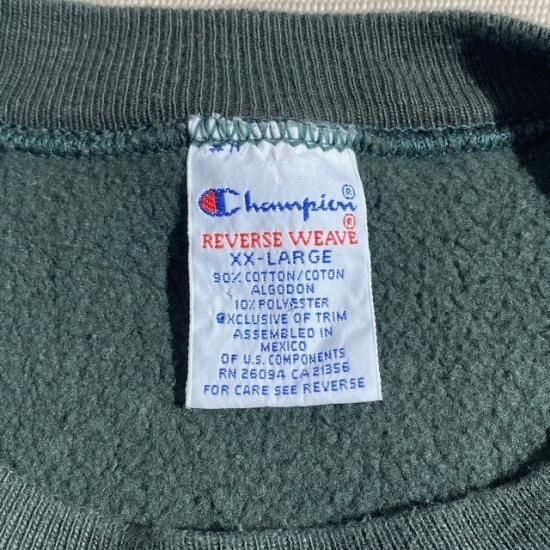 Champion®
REVERSE WEAVE®
XX-LARGE
90% COTTON/COTON
ALGODON
10% POLYESTER
EXCLUSIVE OF TRIM
ASSEMBLED IN
MEXICO
OF U.S. COMPONENTS
RN 26094 CA 21356
FOR CARE SEE REVERSE